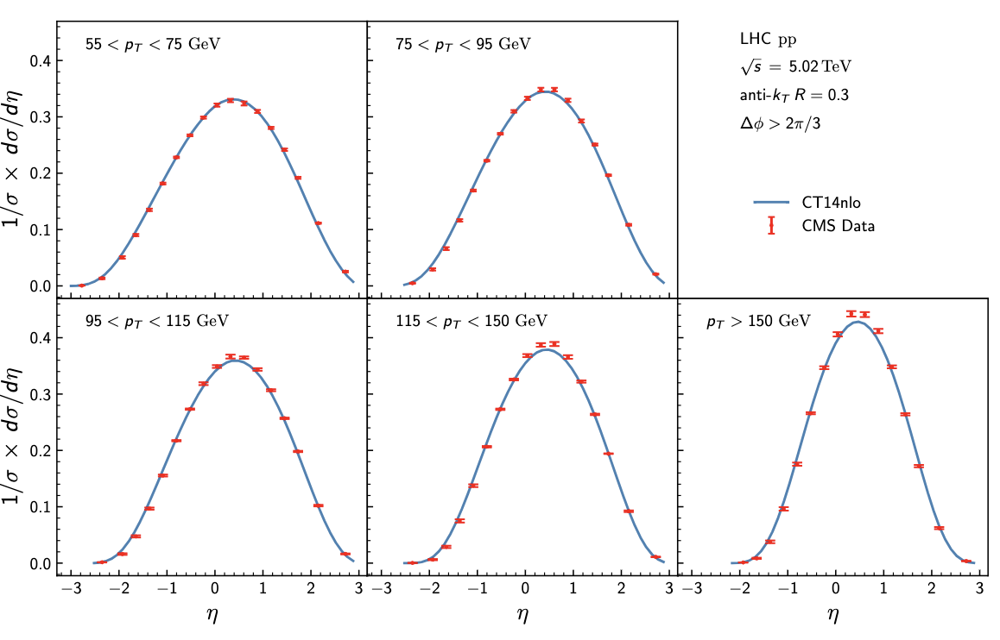 55 < p_T < 75 GeV
75 < p_T < 95 GeV
LHC pp
√s = 5.02 TeV
anti-k_T R = 0.3
Δϕ > 2π/3
CT14nlo
CMS Data
1/σ × dσ/dη
0.4
0.3
0.2
0.1
0.0
95 < p_T < 115 GeV
115 < p_T < 150 GeV
p_T > 150 GeV
1/σ × dσ/dη
0.4
0.3
0.2
0.1
0.0
−3 −2 −1 0 1 2 3
−3 −2 −1 0 1 2 3
−3 −2 −1 0 1 2 3
η
η
η